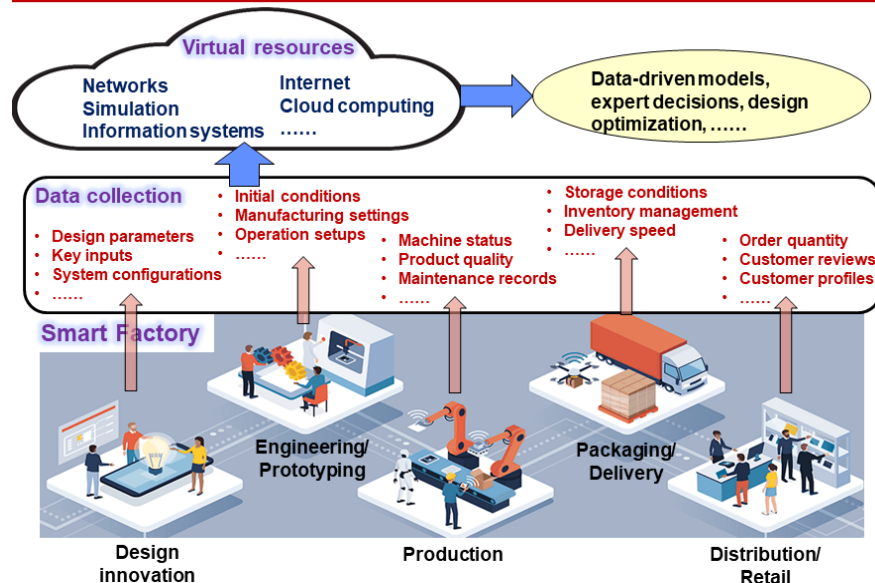 Virtual resources
Networks
Simulation
Information systems
Internet
Cloud computing
……
Data-driven models,
expert decisions, design
optimization, ……
Data collection
• Design parameters
• Key inputs
• System configurations
• ……
• Initial conditions
• Manufacturing settings
• Operation setups
• ……
• Machine status
• Product quality
• Maintenance records
• ……
• Storage conditions
• Inventory management
• Delivery speed
• ……
• Order quantity
• Customer reviews
• Customer profiles
• ……
Smart Factory
Design
innovation
Engineering/
Prototyping
Production
Packaging/
Delivery
Distribution/
Retail